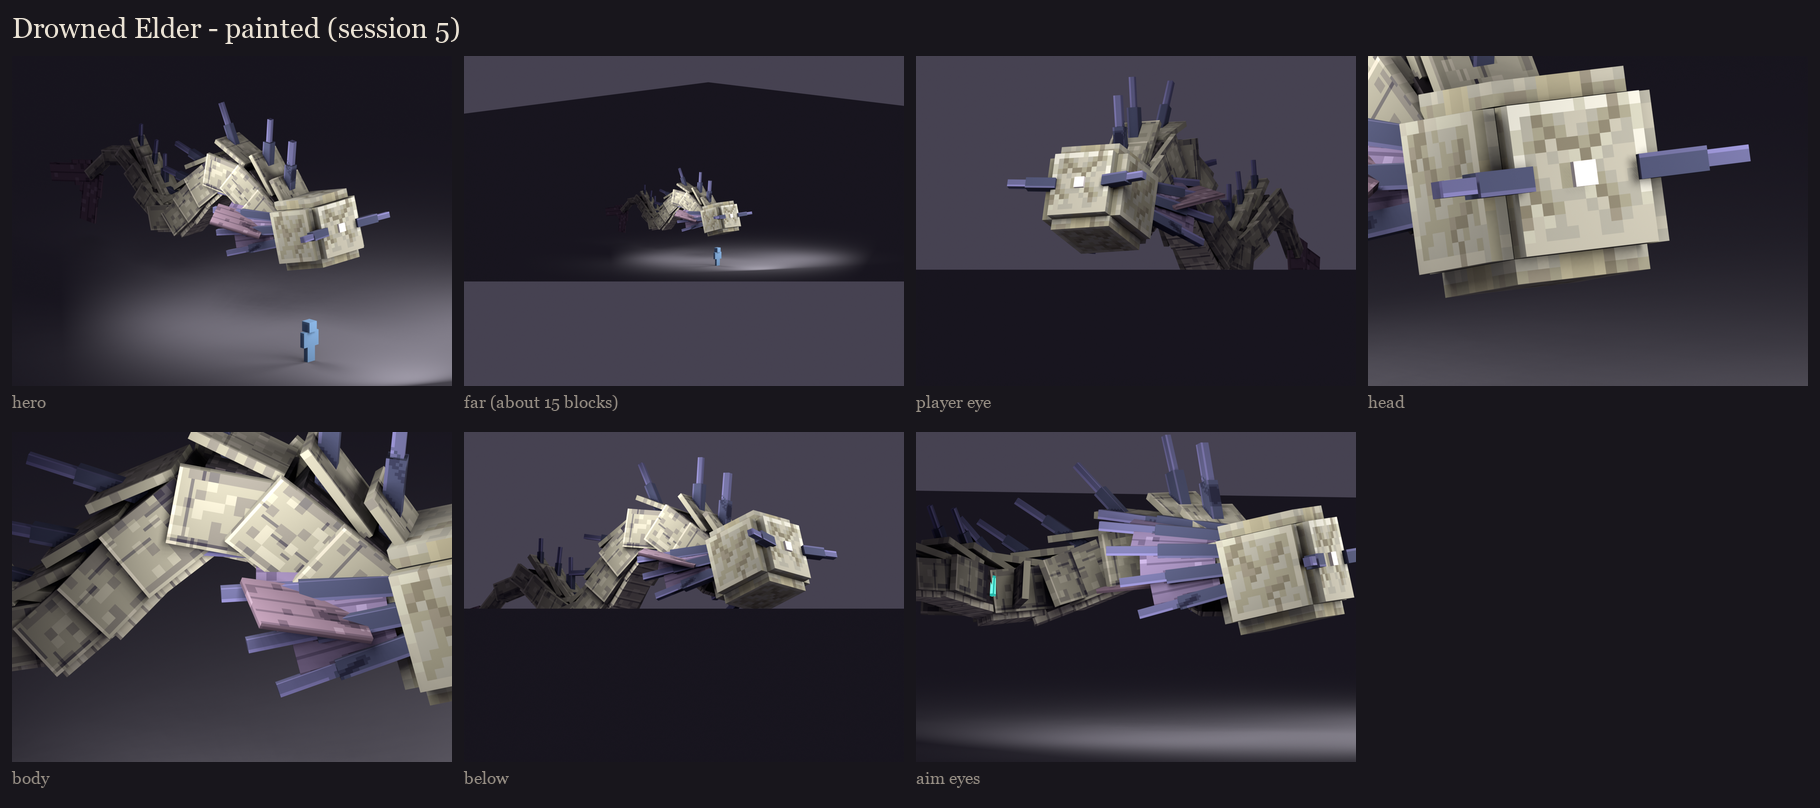 Drowned Elder - painted (session 5)
hero
far (about 15 blocks)
player eye
head
body
below
aim eyes